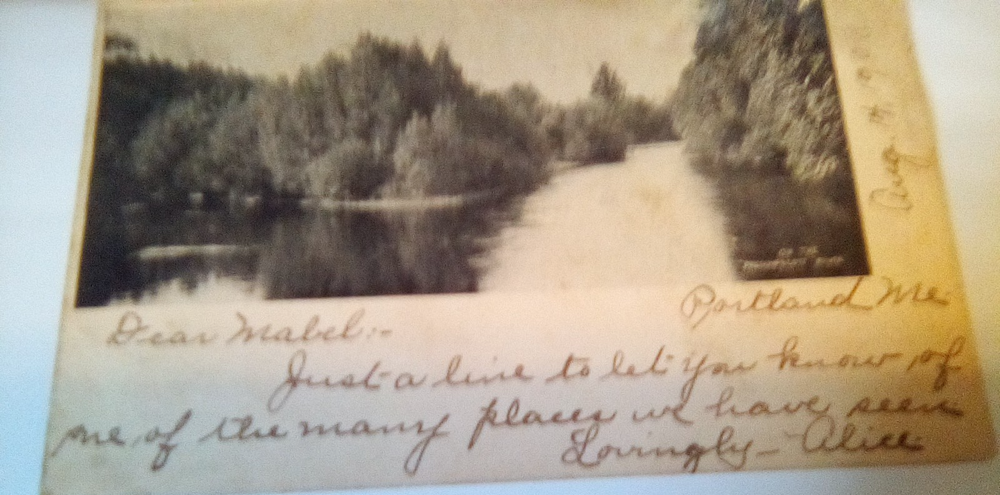 Aug
Portland Me
Dear Mabel:-
Just a line to let you know of
one of the many places we have seen
Lovingly - Alice